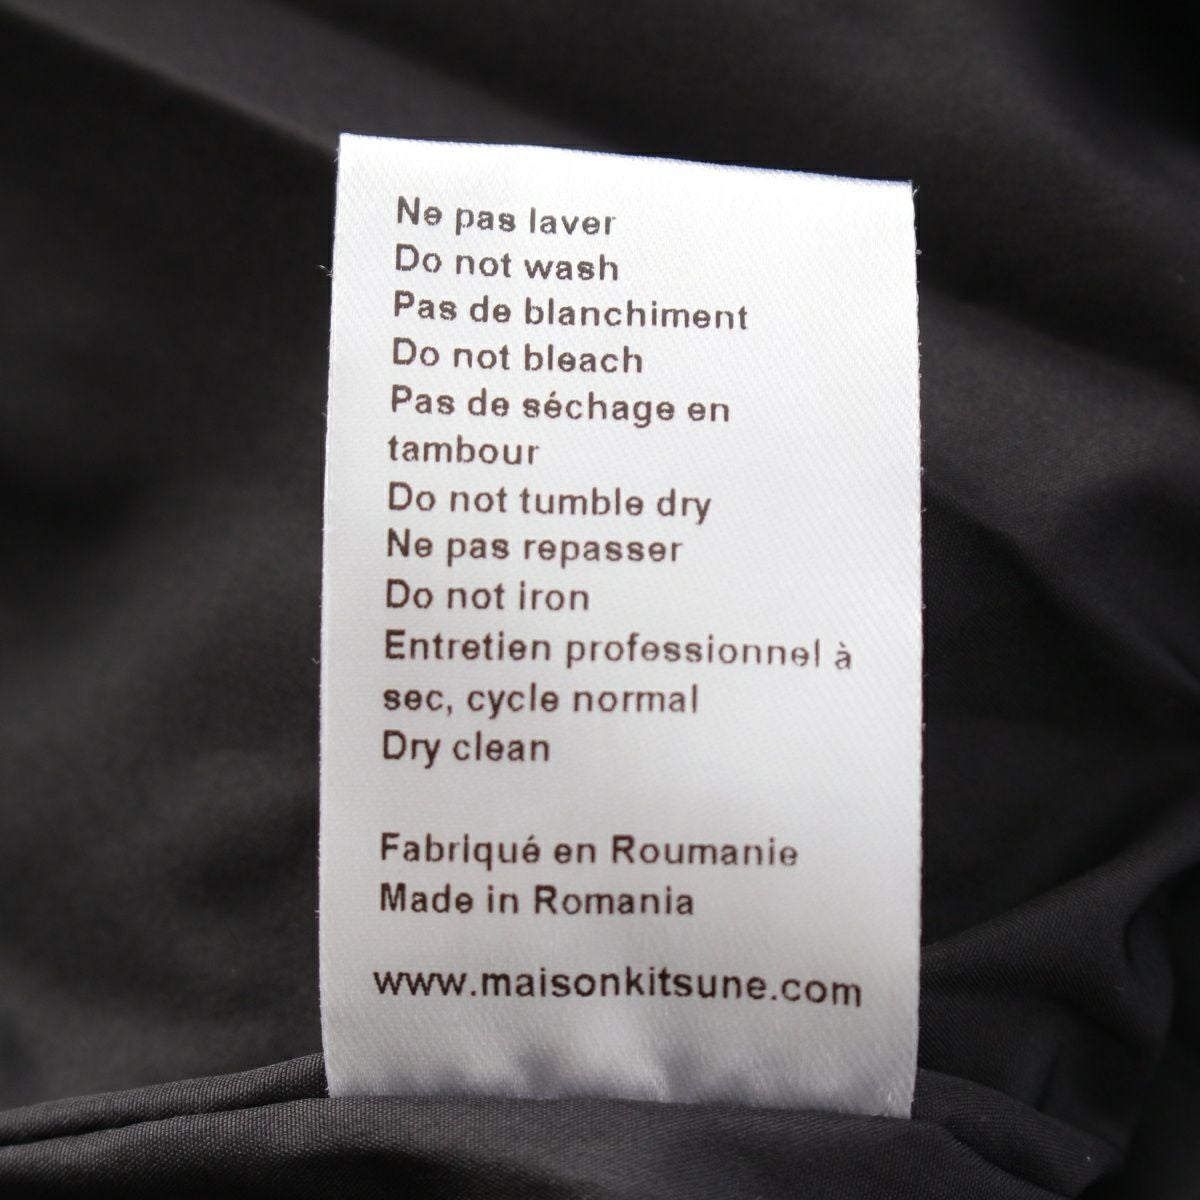 Ne pas laver
Do not wash
Pas de blanchiment
Do not bleach
Pas de séchage en
tambour
Do not tumble dry
Ne pas repasser
Do not iron
Entretien professionnel à
sec, cycle normal
Dry clean
Fabriqué en Roumanie
Made in Romania
www.maisonkitsune.com